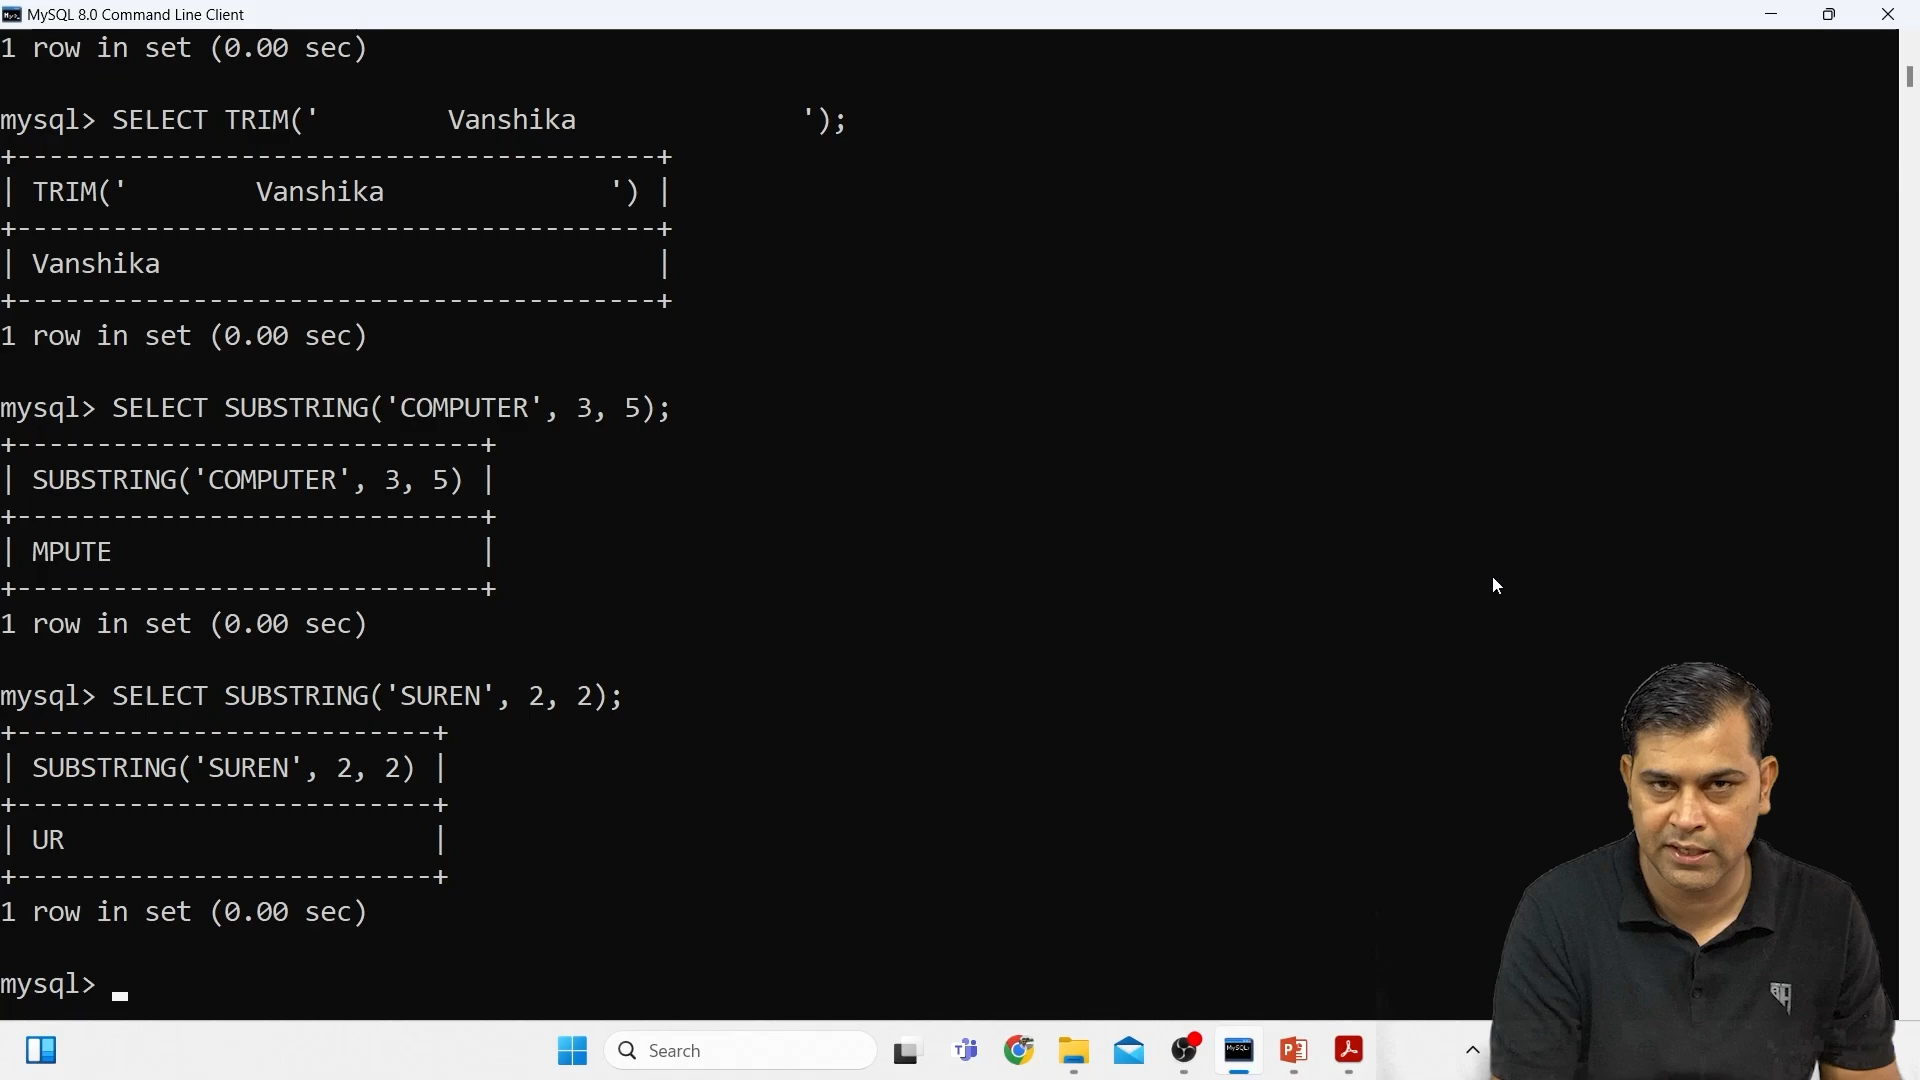 MySQL 8.0 Command Line Client
1 row in set (0.00 sec)
mysql> SELECT TRIM('        Vanshika              ');
+----------------------------------------+
| TRIM('        Vanshika              ') |
+----------------------------------------+
| Vanshika                               |
+----------------------------------------+
1 row in set (0.00 sec)
mysql> SELECT SUBSTRING('COMPUTER', 3, 5);
+-----------------------------+
| SUBSTRING('COMPUTER', 3, 5) |
+-----------------------------+
| MPUTE                       |
+-----------------------------+
1 row in set (0.00 sec)
mysql> SELECT SUBSTRING('SUREN', 2, 2);
+--------------------------+
| SUBSTRING('SUREN', 2, 2) |
+--------------------------+
| UR                       |
+--------------------------+
1 row in set (0.00 sec)
mysql>
Search